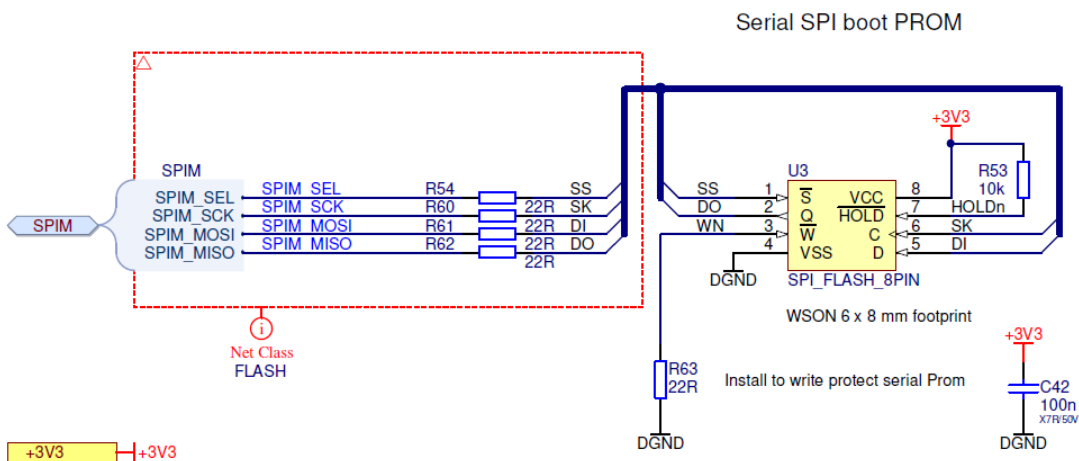 Serial SPI boot PROM
+3V3
SPIM
SPIM
SPIM_SEL
SPIM_SCK
SPIM_MOSI
SPIM_MISO
SPIM_SEL
SPIM_SCK
SPIM_MOSI
SPIM_MISO
R54
R60
R61
R62
22R
22R
22R
22R
SS
SK
DI
DO
SS
DO
WN
1
2
3
4
U3
S
Q
W
VSS
VCC
HOLD
C
D
8
7
6
5
R53
10k
HOLDn
SK
DI
DGND
SPI_FLASH_8PIN
WSON 6 x 8 mm footprint
i
Net Class
FLASH
R63
22R
Install to write protect serial Prom
DGND
+3V3
C42
100n
X7R/50V
DGND
+3V3
+3V3